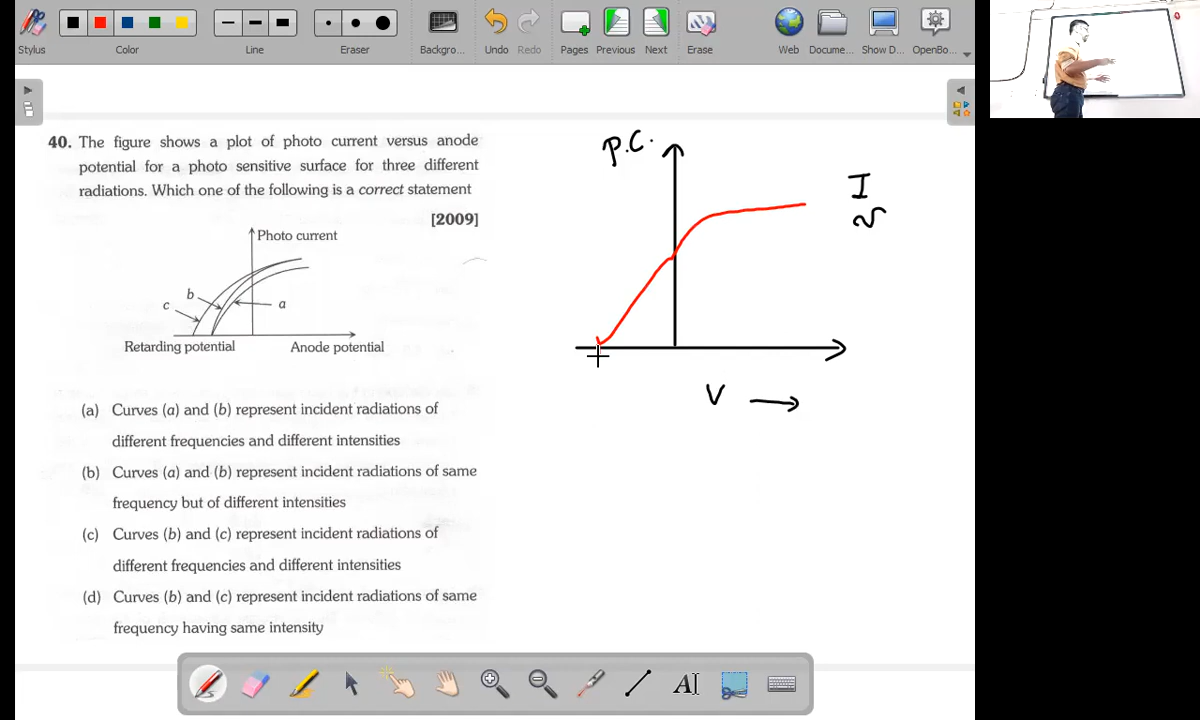 Stylus
Color
Line
Eraser
Backgro...
Undo
Redo
Pages
Previous
Next
Erase
Web
Docume...
Show D...
OpenBo...
40. The figure shows a plot of photo current versus anode
potential for a photo sensitive surface for three different
radiations. Which one of the following is a correct statement
[2009]
Photo current
b
c
a
Retarding potential
Anode potential
(a) Curves (a) and (b) represent incident radiations of
different frequencies and different intensities
(b) Curves (a) and (b) represent incident radiations of same
frequency but of different intensities
(c) Curves (b) and (c) represent incident radiations of
different frequencies and different intensities
(d) Curves (b) and (c) represent incident radiations of same
frequency having same intensity
P.C.
I
V
AI